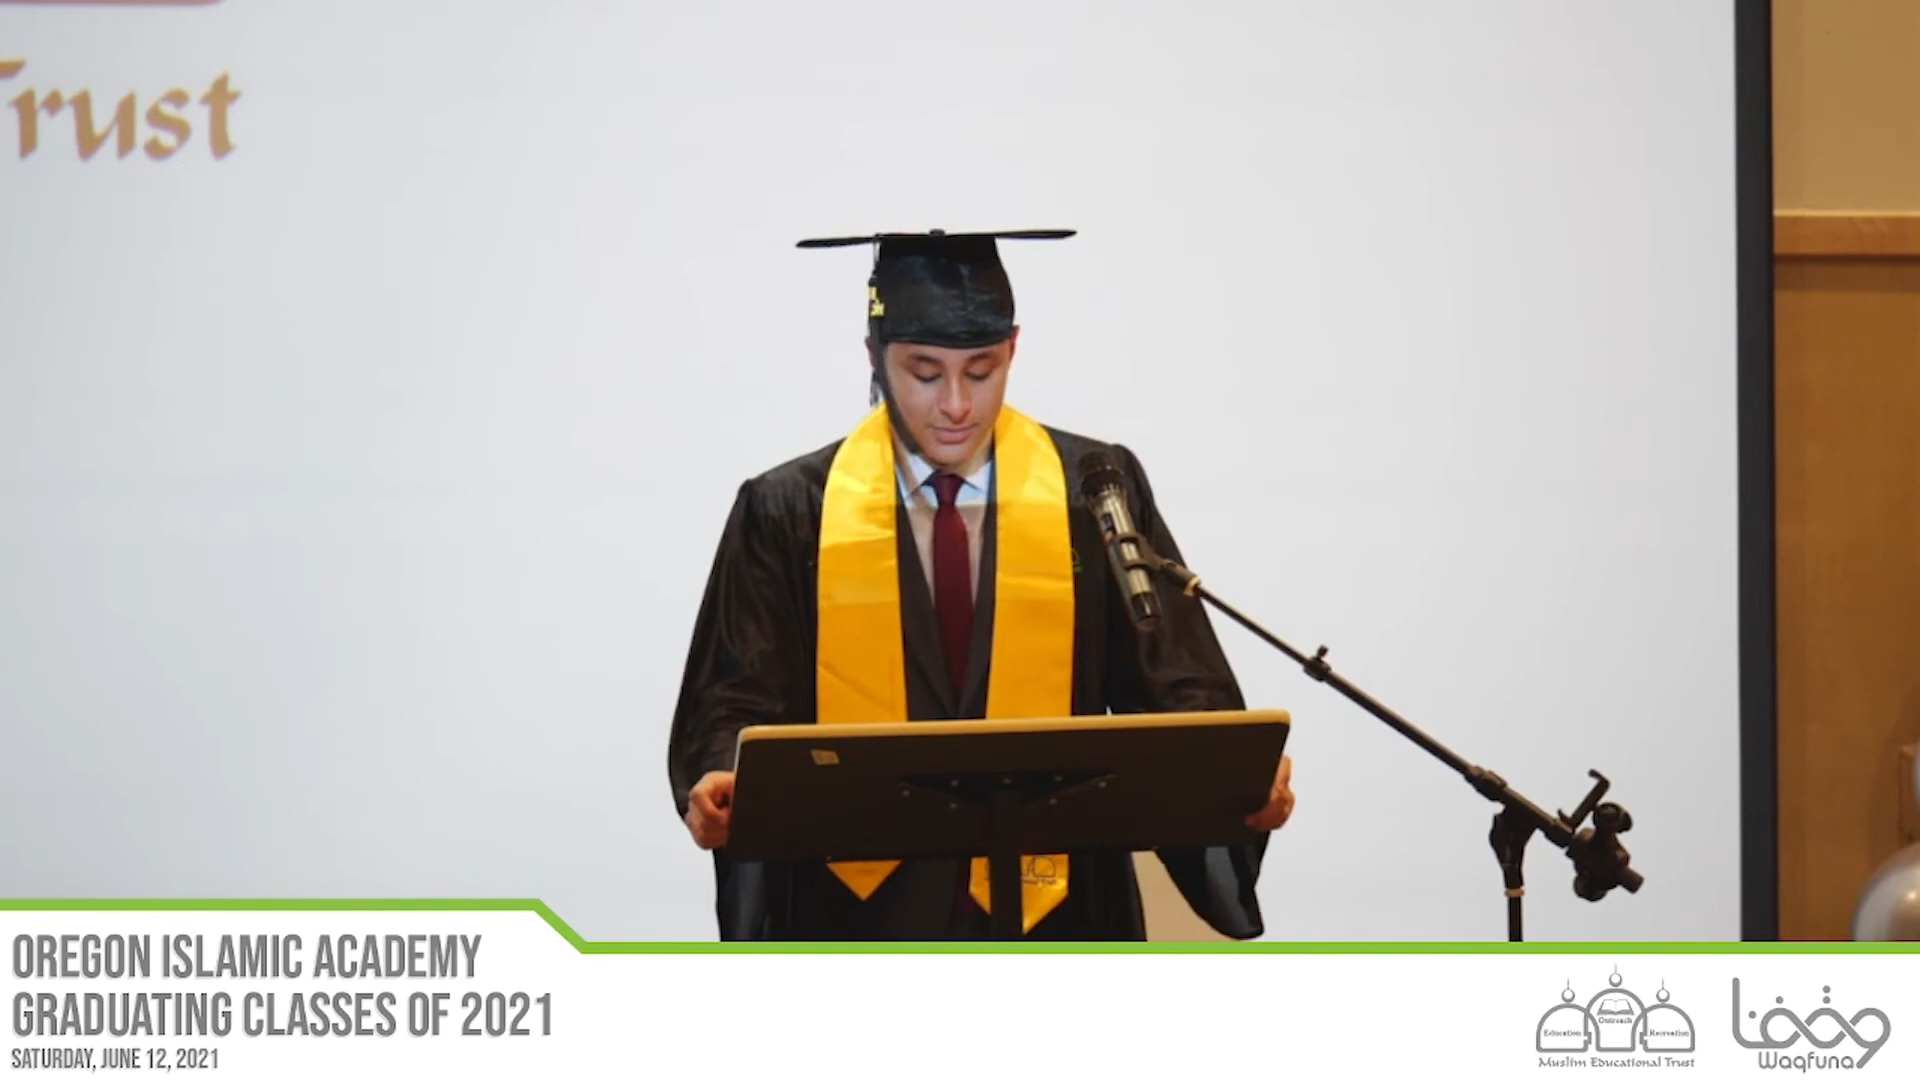 Trust
OREGON ISLAMIC ACADEMY
GRADUATING CLASSES OF 2021
SATURDAY, JUNE 12, 2021
Education
Outreach
Recreation
Muslim Educational Trust
وقفنا
Waqfuna